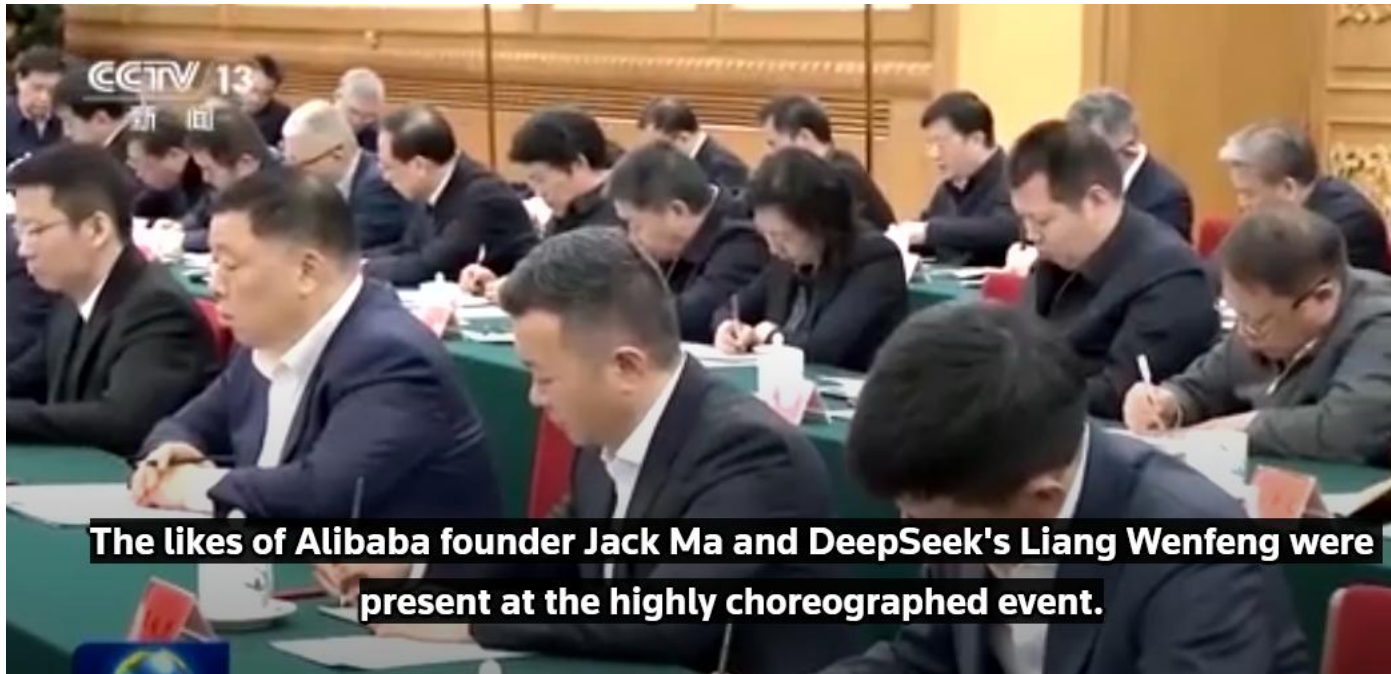 CCTV 13
新闻
The likes of Alibaba founder Jack Ma and DeepSeek's Liang Wenfeng were
present at the highly choreographed event.